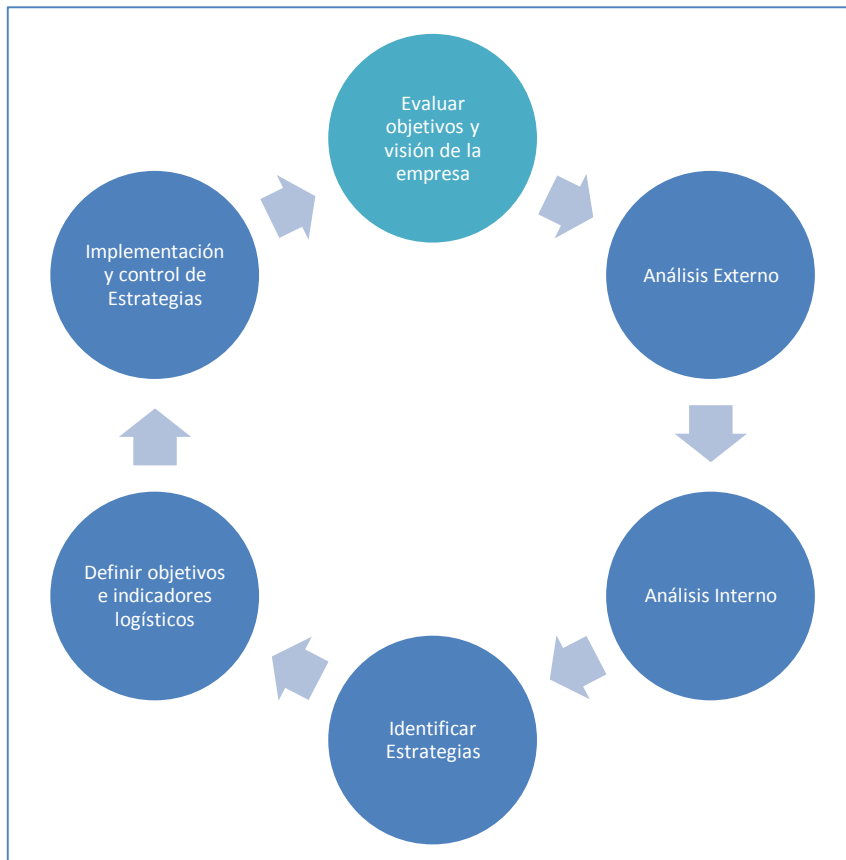 Evaluar
objetivos y
visión de la
empresa
Análisis Externo
Análisis Interno
Identificar
Estrategias
Definir objetivos
e indicadores
logísticos
Implementación
y control de
Estrategias